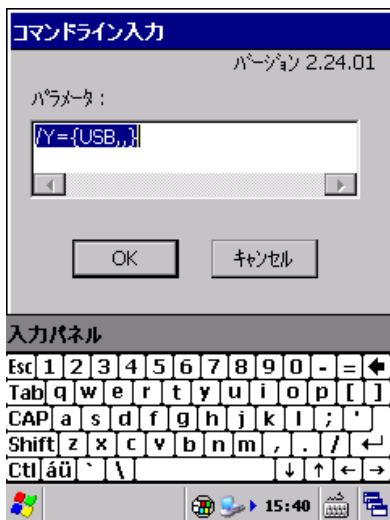 コマンドライン入力
バージョン 2.24.01
パラメータ：
/Y={USB,,}
OK
キャンセル
入力パネル
Esc 1 2 3 4 5 6 7 8 9 0 - =
Tab q w e r t y u i o p [ ]
CAP a s d f g h j k l ; '
Shift z x c v b n m , . /
Ctl áü ` \
15:40